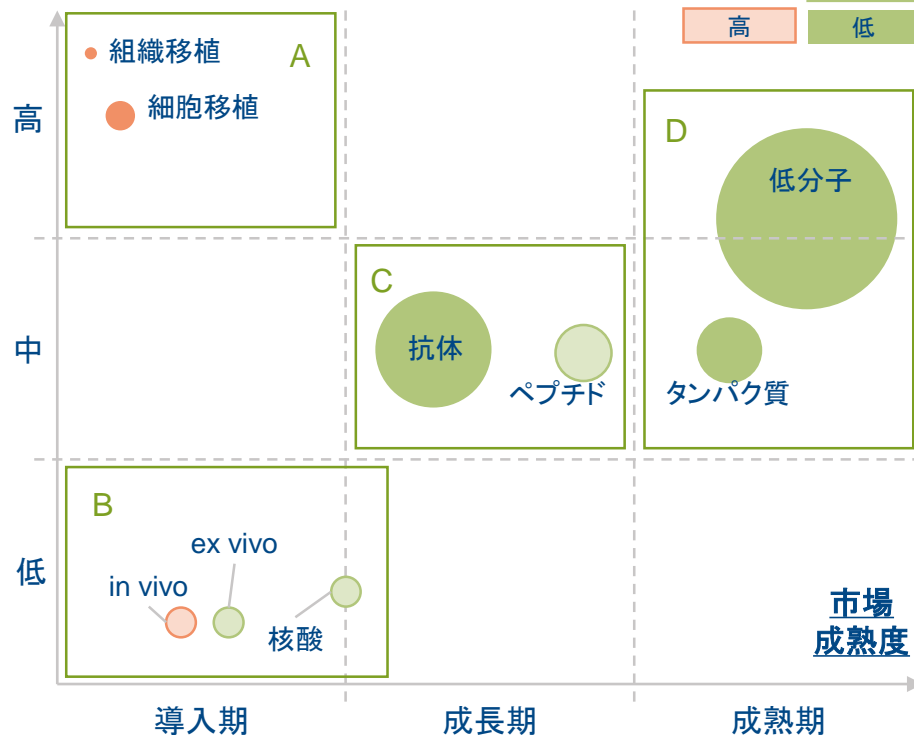 高
低
組織移植
A
細胞移植
高
D
低分子
C
抗体
ペプチド
タンパク質
中
B
ex vivo
in vivo
核酸
低
市場
成熟度
導入期
成長期
成熟期